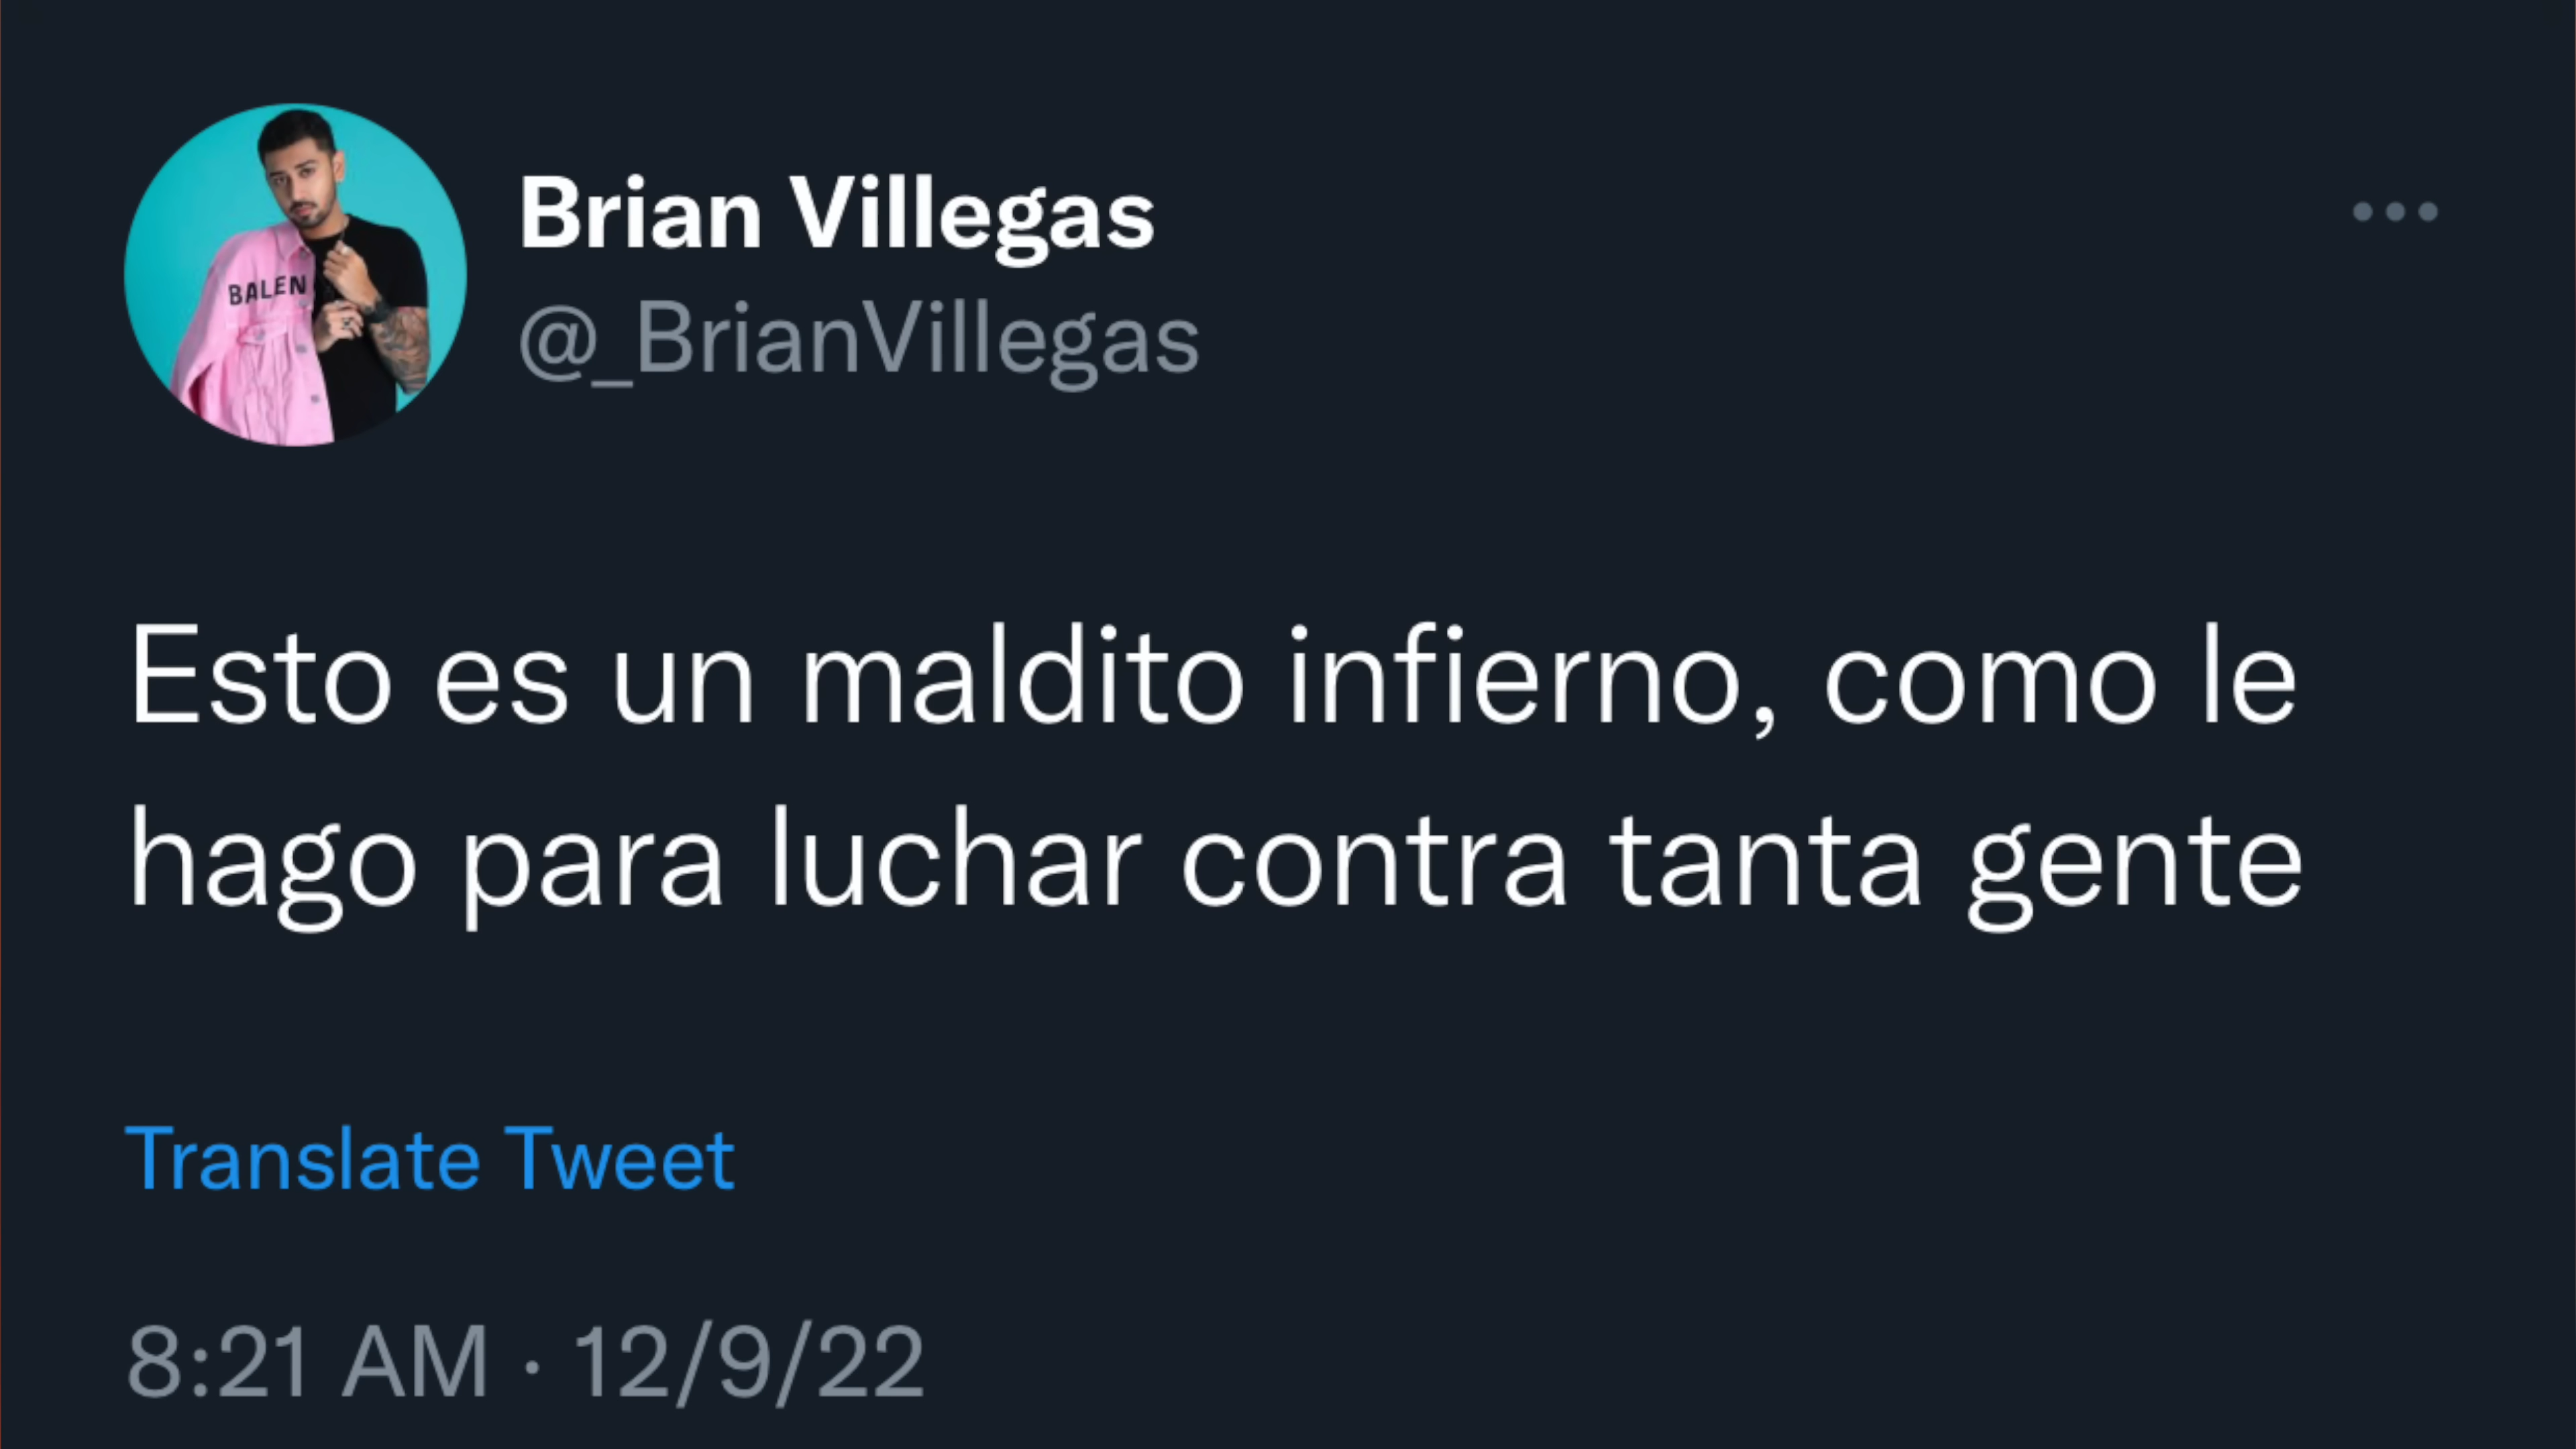 BALEN
Brian Villegas
@_BrianVillegas
Esto es un maldito infierno, como le
hago para luchar contra tanta gente
Translate Tweet
8:21 AM · 12/9/22